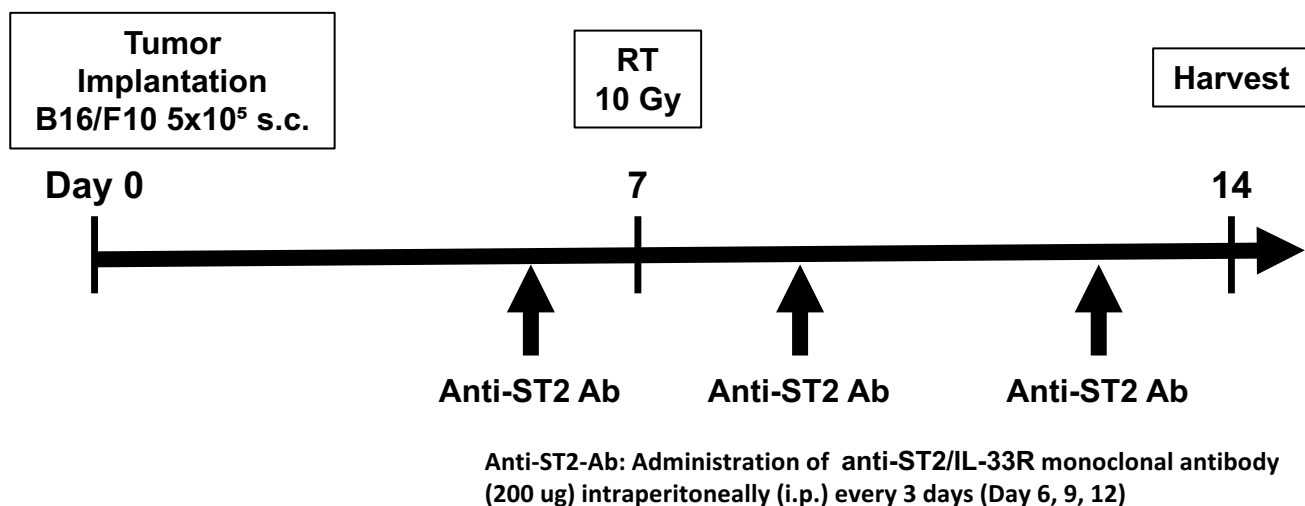 Tumor
Implantation
B16/F10 5x10⁵ s.c.
RT
10 Gy
Harvest
Day 0
7
14
Anti-ST2 Ab
Anti-ST2 Ab
Anti-ST2 Ab
Anti-ST2-Ab: Administration of anti-ST2/IL-33R monoclonal antibody
(200 ug) intraperitoneally (i.p.) every 3 days (Day 6, 9, 12)